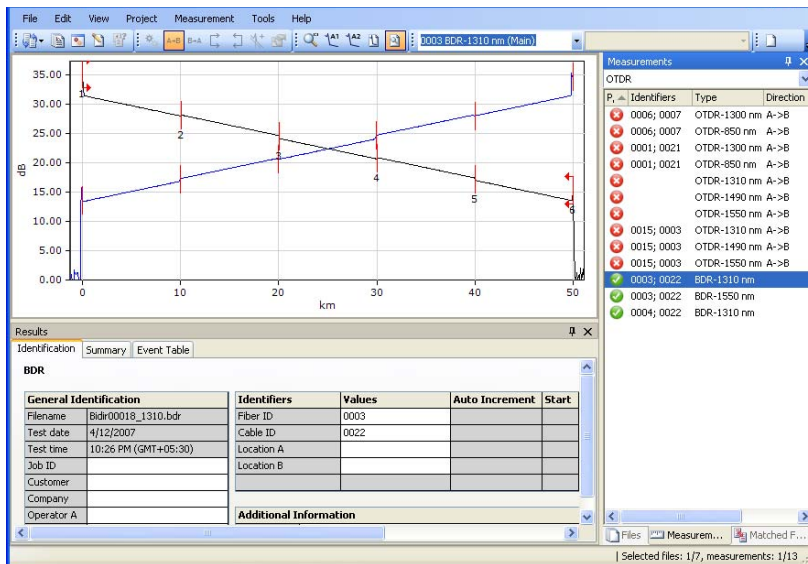 File Edit View Project Measurement Tools Help
A→B B→A A1 A2 0003 BDR-1310 nm (Main)
35.00
30.00
25.00
20.00
15.00
10.00
5.00
0.00
dB
1
2
3
4
5
6
0 10 20 30 40 50
km
Results
Identification Summary Event Table
BDR
General Identification
Filename Bidir00018_1310.bdr
Test date 4/12/2007
Test time 10:26 PM (GMT+05:30)
Job ID
Customer
Company
Operator A
Identifiers Values Auto Increment Start
Fiber ID 0003
Cable ID 0022
Location A
Location B
Additional Information
Measurements
OTDR
P. Identifiers Type Direction
0006; 0007 OTDR-1300 nm A->B
0006; 0007 OTDR-850 nm A->B
0001; 0021 OTDR-1300 nm A->B
0001; 0021 OTDR-850 nm A->B
OTDR-1310 nm A->B
OTDR-1490 nm A->B
OTDR-1550 nm A->B
0015; 0003 OTDR-1310 nm A->B
0015; 0003 OTDR-1490 nm A->B
0015; 0003 OTDR-1550 nm A->B
0003; 0022 BDR-1310 nm
0003; 0022 BDR-1550 nm
0004; 0022 BDR-1310 nm
Files Measurem... Matched F...
Selected files: 1/7, measurements: 1/13